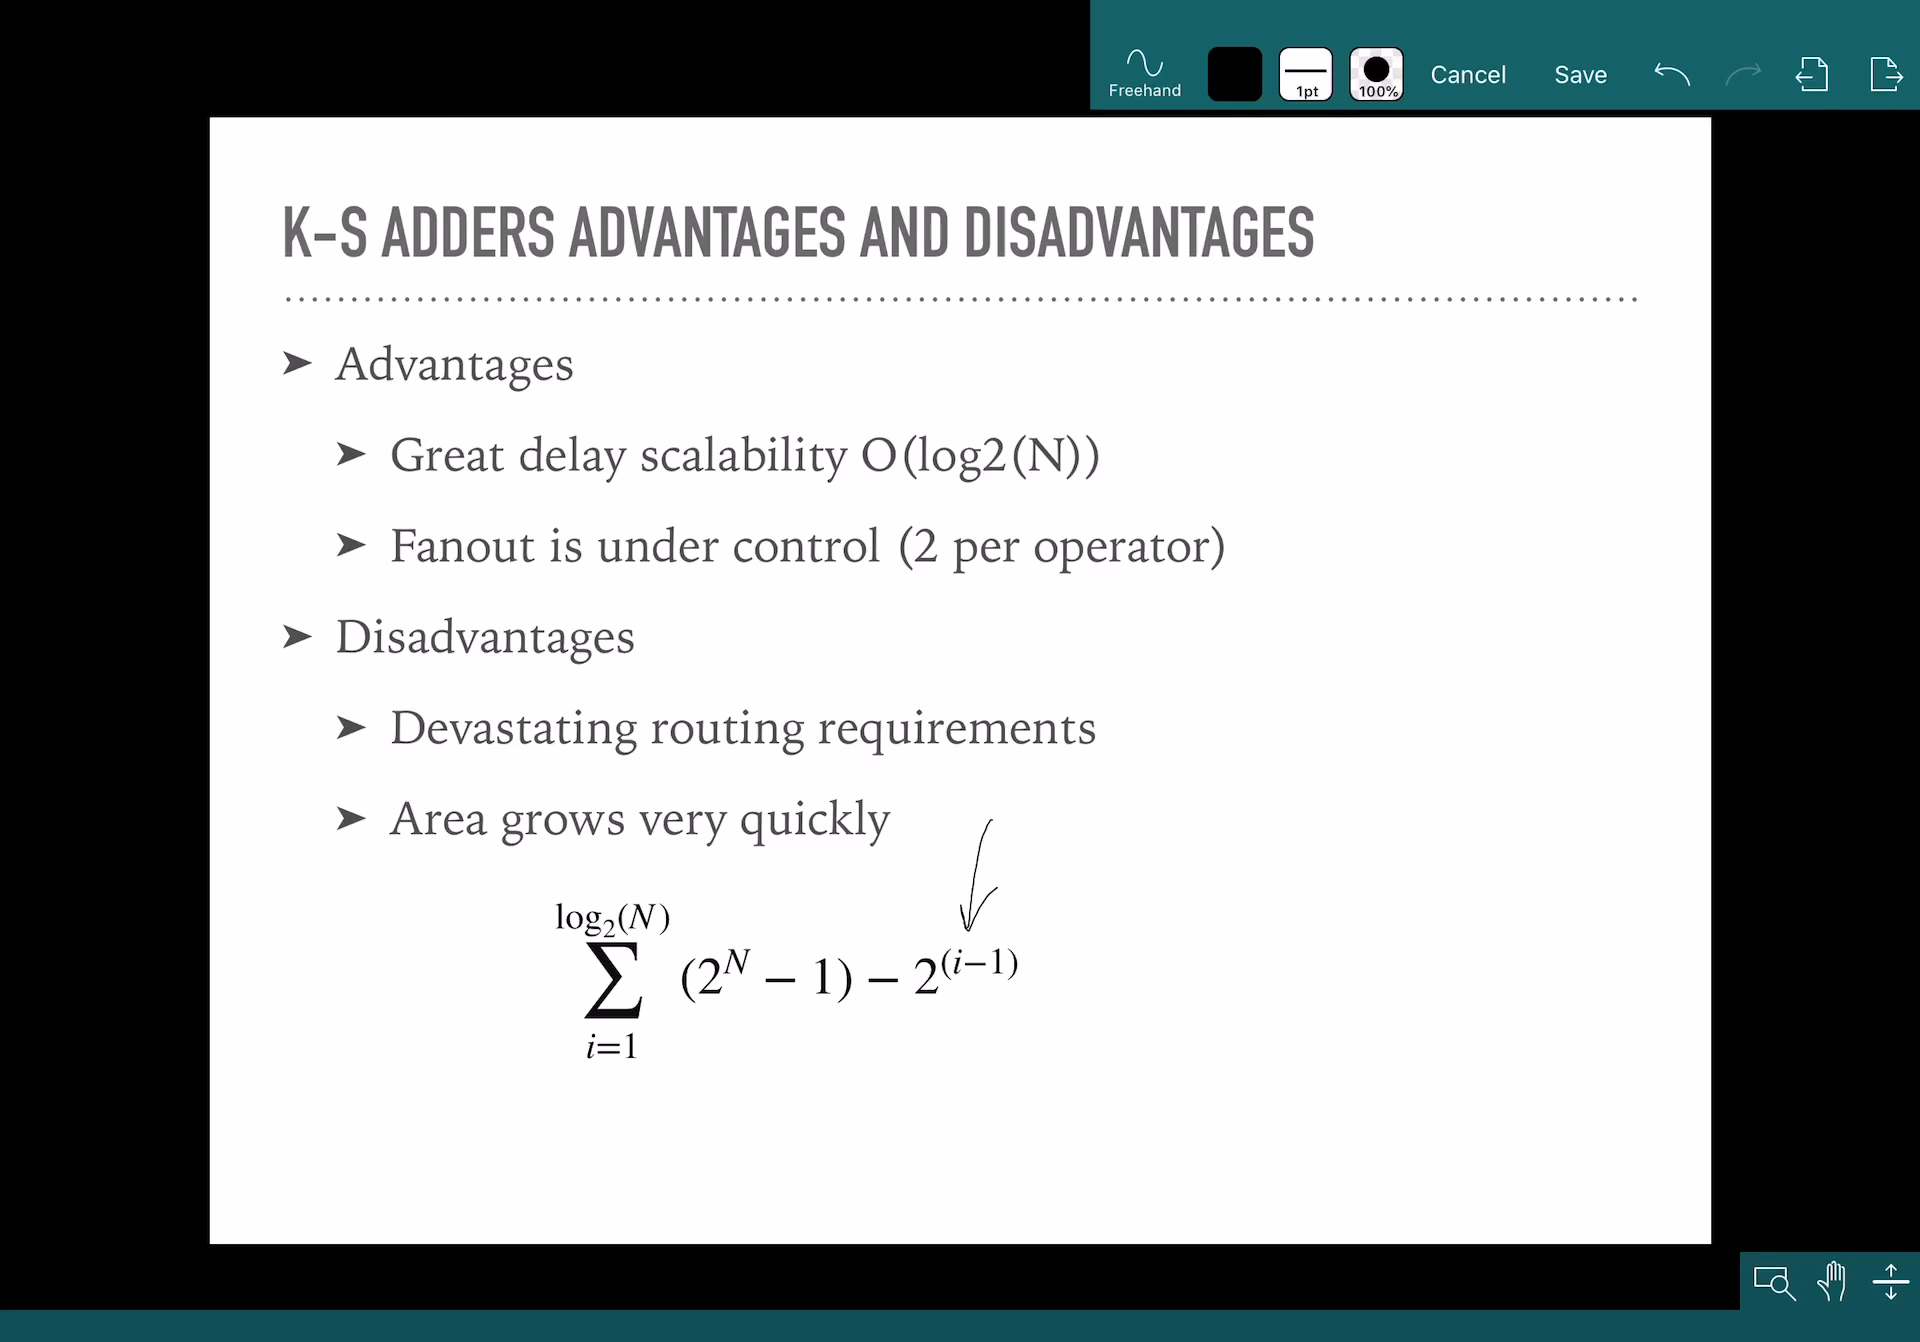 Freehand
1pt
100%
Cancel
Save
K-S ADDERS ADVANTAGES AND DISADVANTAGES
➤ Advantages
➤ Great delay scalability O(log2(N))
➤ Fanout is under control (2 per operator)
➤ Disadvantages
➤ Devastating routing requirements
➤ Area grows very quickly
log₂(N)
∑ (2^N − 1) − 2^(i−1)
i=1